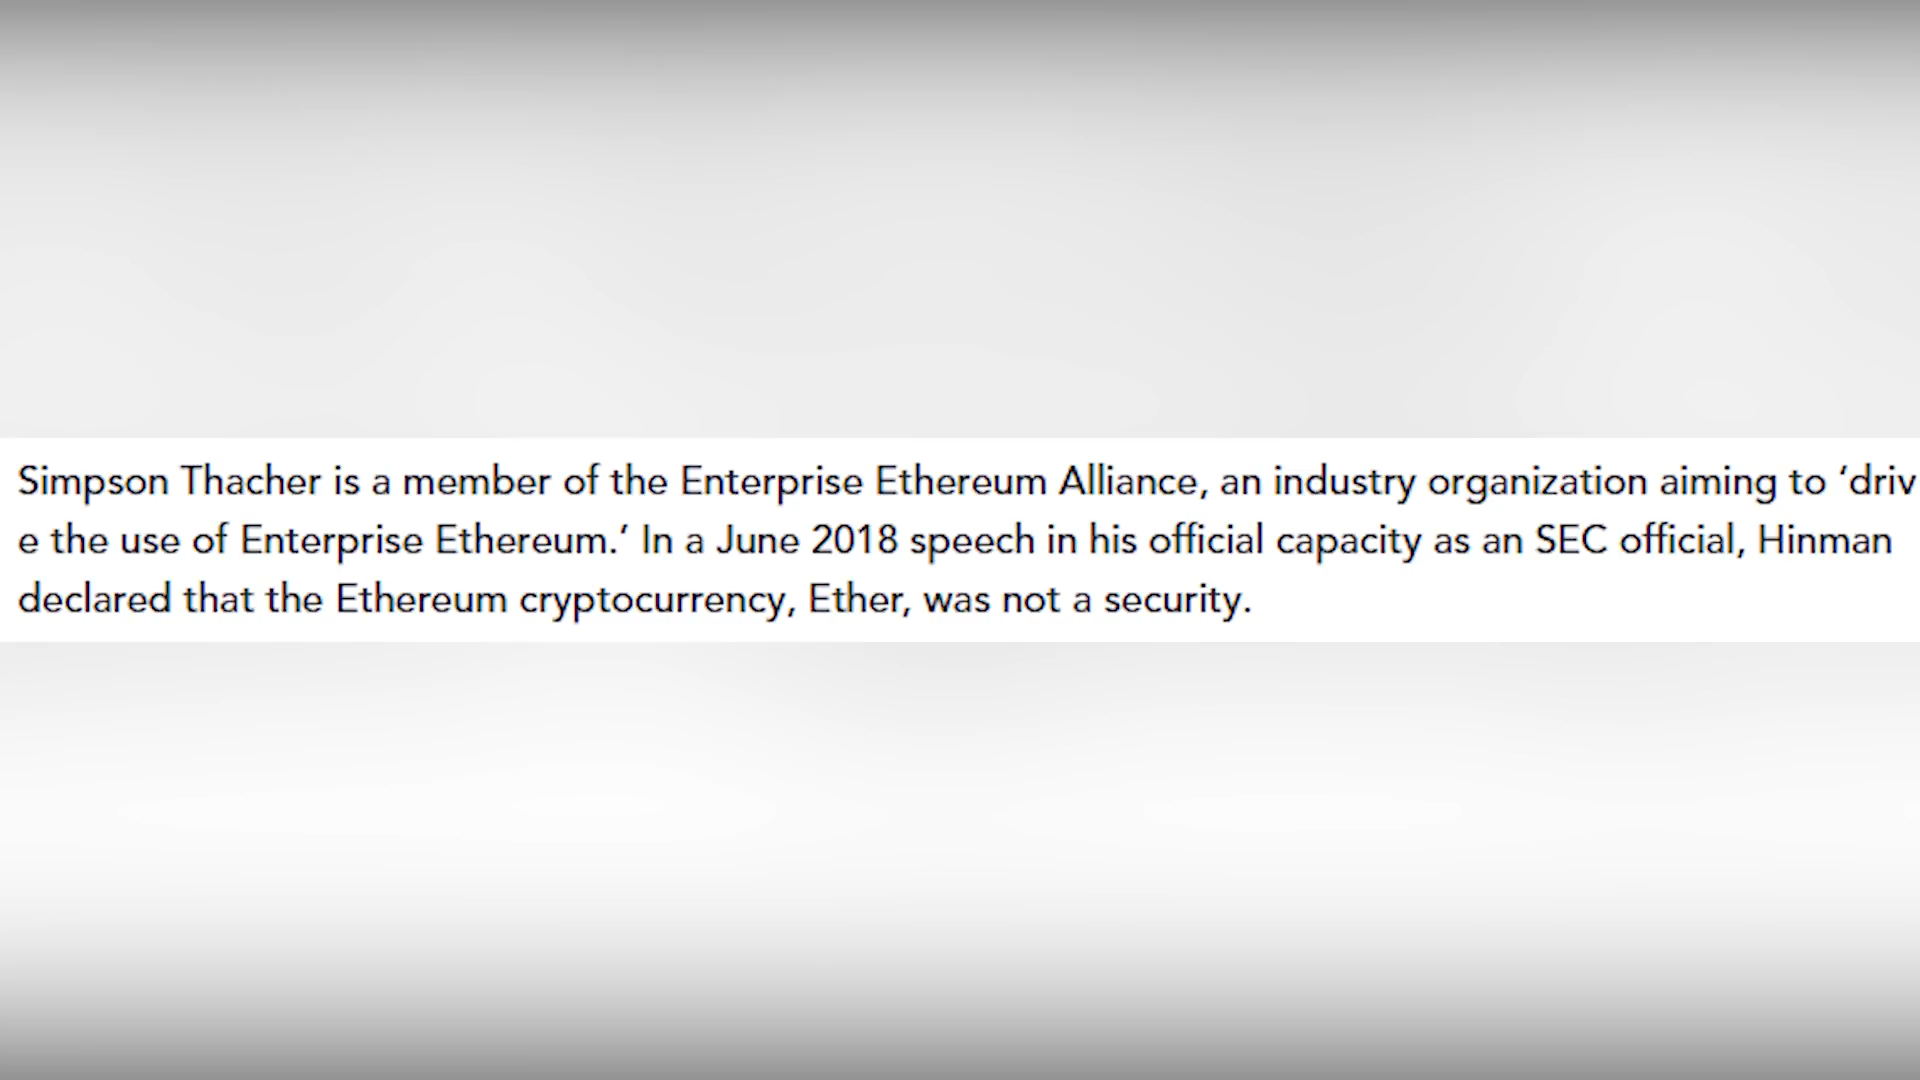 Simpson Thacher is a member of the Enterprise Ethereum Alliance, an industry organization aiming to ‘driv
e the use of Enterprise Ethereum.’ In a June 2018 speech in his official capacity as an SEC official, Hinman
declared that the Ethereum cryptocurrency, Ether, was not a security.